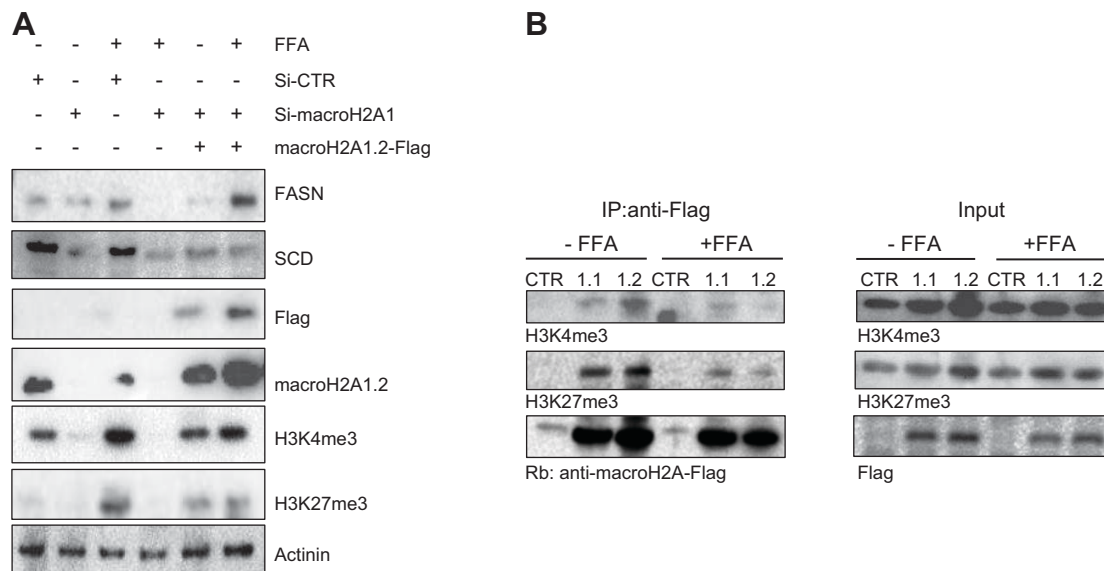 A
- - + + - + FFA
+ - + - - - Si-CTR
- + - + + + Si-macroH2A1
- - - - + + macroH2A1.2-Flag
FASN
SCD
Flag
macroH2A1.2
H3K4me3
H3K27me3
Actinin
B
IP:anti-Flag
- FFA +FFA
CTR 1.1 1.2 CTR 1.1 1.2
H3K4me3
H3K27me3
Rb: anti-macroH2A-Flag
Input
- FFA +FFA
CTR 1.1 1.2 CTR 1.1 1.2
H3K4me3
H3K27me3
Flag